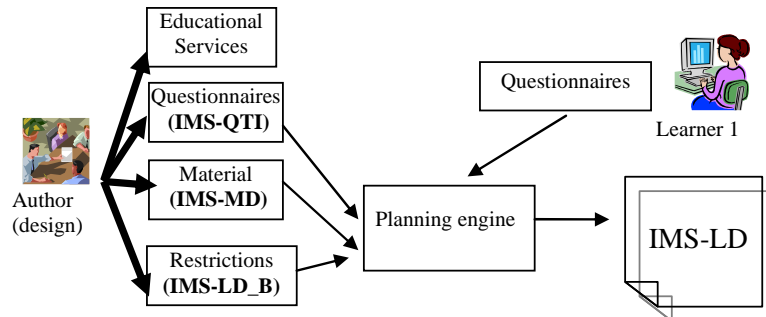 Educational
Services
Questionnaires
(IMS-QTI)
Material
(IMS-MD)
Restrictions
(IMS-LD_B)
Author
(design)
Questionnaires
Learner 1
Planning engine
IMS-LD